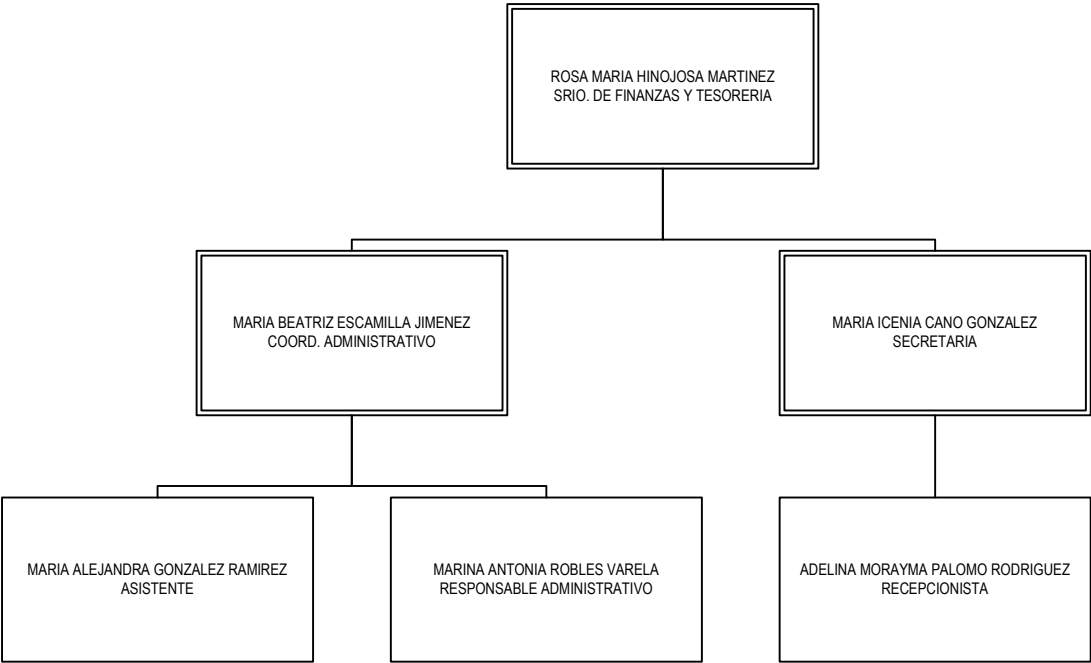 ROSA MARIA HINOJOSA MARTINEZ
SRIO. DE FINANZAS Y TESORERIA
MARIA BEATRIZ ESCAMILLA JIMENEZ
COORD. ADMINISTRATIVO
MARIA ICENIA CANO GONZALEZ
SECRETARIA
MARIA ALEJANDRA GONZALEZ RAMIREZ
ASISTENTE
MARINA ANTONIA ROBLES VARELA
RESPONSABLE ADMINISTRATIVO
ADELINA MORAYMA PALOMO RODRIGUEZ
RECEPCIONISTA